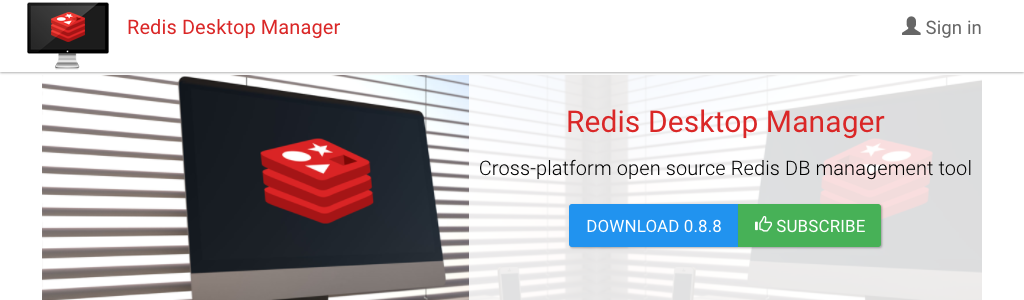 Redis Desktop Manager
Sign in
Redis Desktop Manager
Cross-platform open source Redis DB management tool
DOWNLOAD 0.8.8
SUBSCRIBE